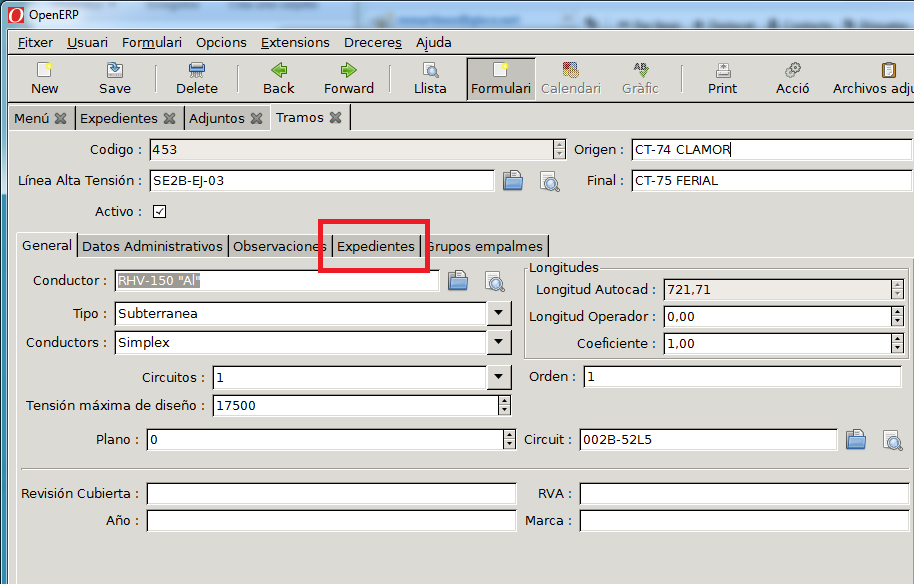 OpenERP
Fitxer Usuari Formulari Opcions Extensions Dreceres Ajuda
New Save Delete Back Forward Llista Formulari Calendari Gràfic Print Acció Archivos adju
Menú Expedientes Adjuntos Tramos
Codigo : 453 Origen : CT-74 CLAMOR
Línea Alta Tensión : SE2B-EJ-03 Final : CT-75 FERIAL
Activo :
General Datos Administrativos Observaciones Expedientes Grupos empalmes
Conductor : RHV-150 "Al" Longitudes
Longitud Autocad : 721,71
Tipo : Subterranea Longitud Operador : 0,00
Conductors : Simplex Coeficiente : 1,00
Circuitos : 1 Orden : 1
Tensión máxima de diseño : 17500
Plano : 0 Circuit : 002B-52L5
Revisión Cubierta : RVA :
Año : Marca :